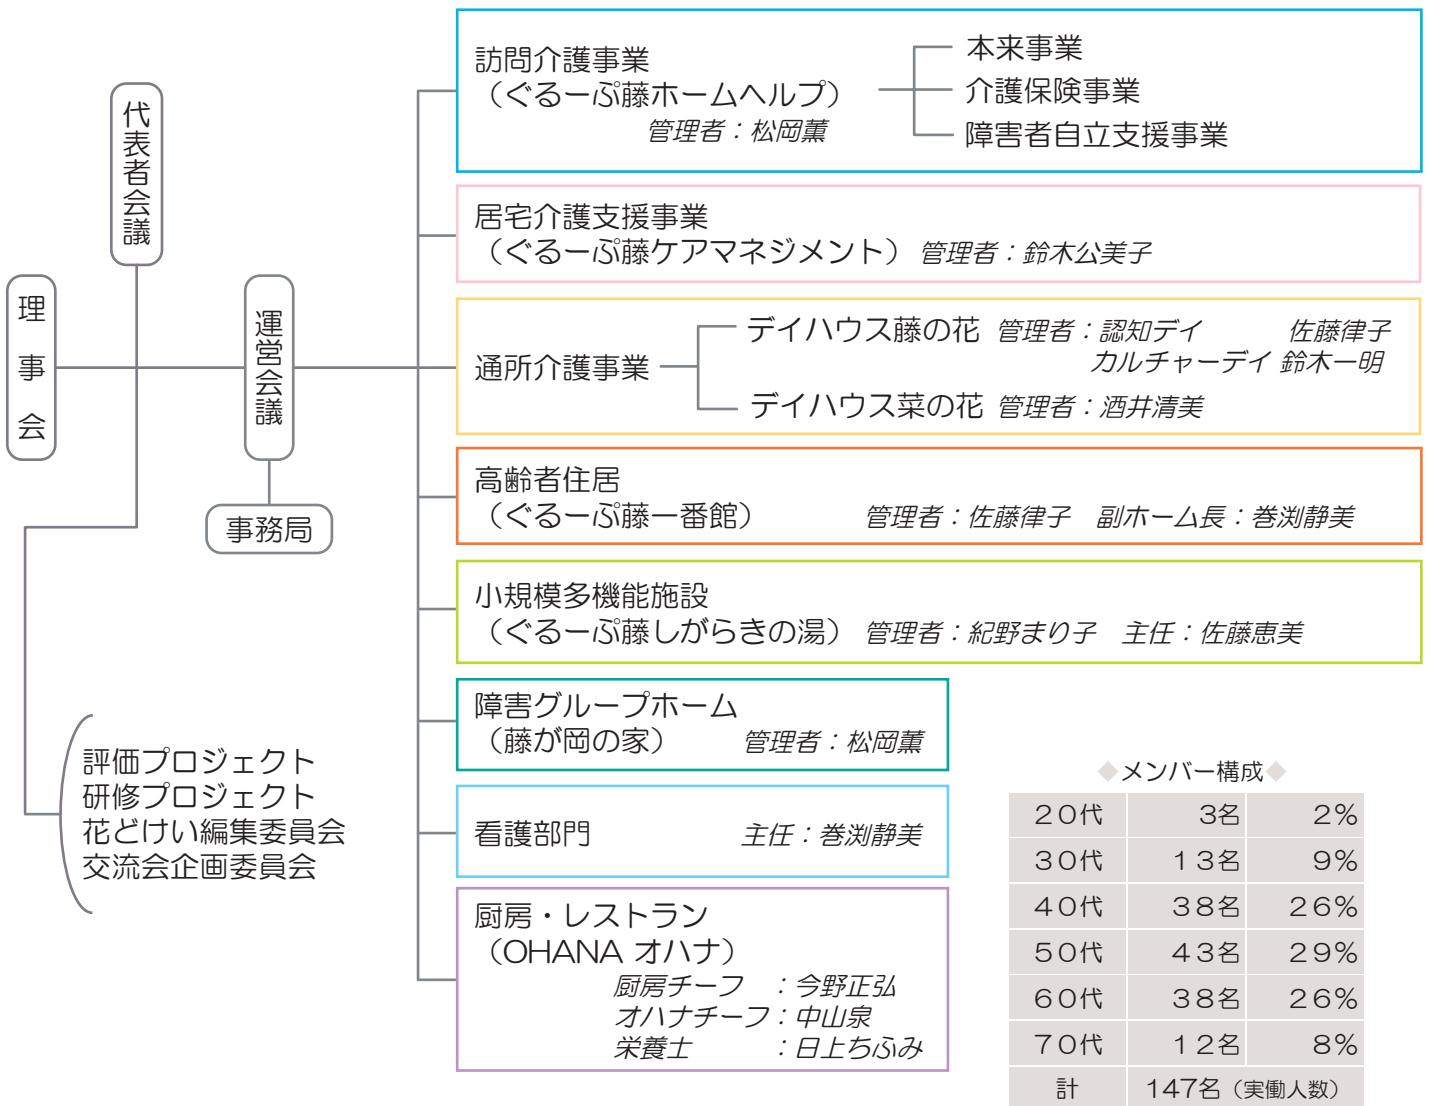 理事会
代表者会議
運営会議
事務局
評価プロジェクト
研修プロジェクト
花どけい編集委員会
交流会企画委員会
訪問介護事業
（ぐるーぷ藤ホームヘルプ）
管理者：松岡薫
本来事業
介護保険事業
障害者自立支援事業
居宅介護支援事業
（ぐるーぷ藤ケアマネジメント）管理者：鈴木公美子
通所介護事業
デイハウス藤の花 管理者：認知デイ 佐藤律子
カルチャーデイ 鈴木一明
デイハウス菜の花 管理者：酒井清美
高齢者住居
（ぐるーぷ藤一番館） 管理者：佐藤律子 副ホーム長：巻渕静美
小規模多機能施設
（ぐるーぷ藤しがらきの湯） 管理者：紀野まり子 主任：佐藤恵美
障害グループホーム
（藤が岡の家） 管理者：松岡薫
看護部門 主任：巻渕静美
厨房・レストラン
（OHANA オハナ）
厨房チーフ ：今野正弘
オハナチーフ：中山泉
栄養士 ：日上ちふみ
◆メンバー構成◆
２０代 3名 2％
３０代 １３名 9％
４０代 ３８名 ２６％
５０代 ４３名 ２９％
６０代 ３８名 ２６％
７０代 １２名 8％
計 147名（実働人数）